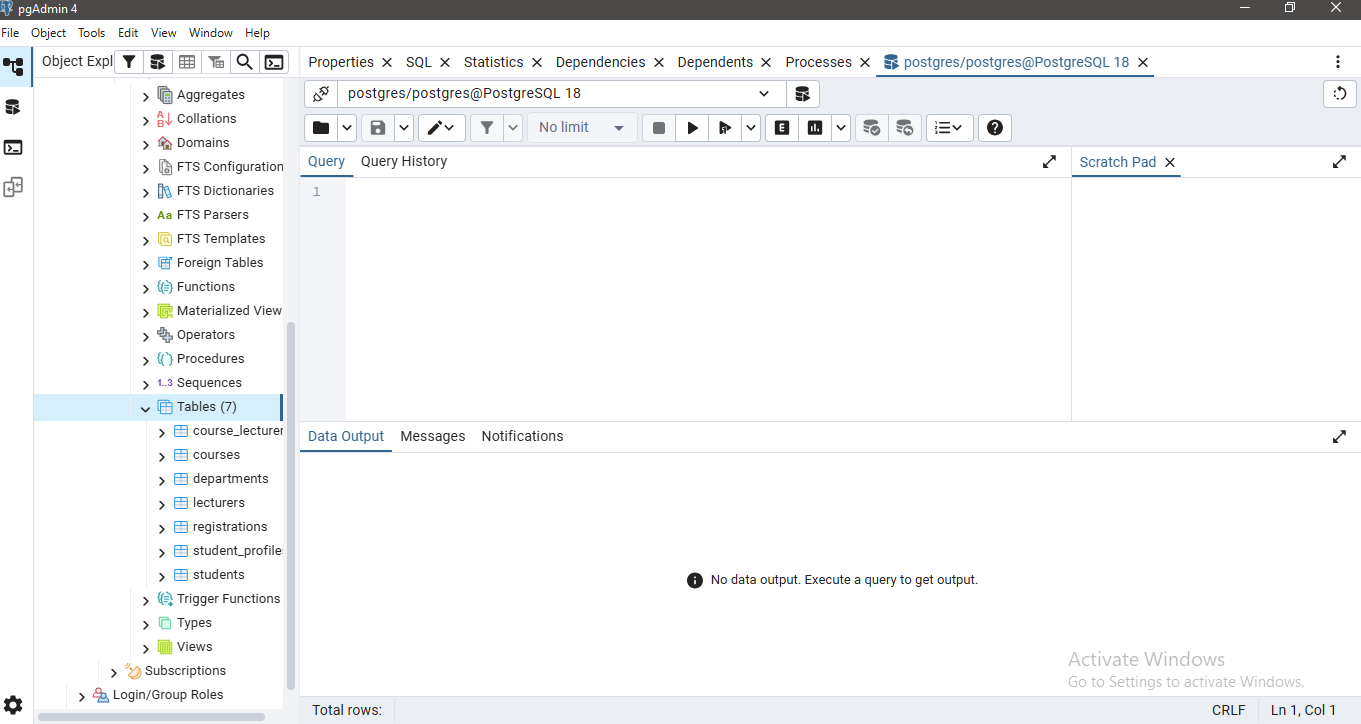 pgAdmin 4
File Object Tools Edit View Window Help
Object Expl
Properties SQL Statistics Dependencies Dependents Processes postgres/postgres@PostgreSQL 18
postgres/postgres@PostgreSQL 18
No limit
E
Query Query History
Scratch Pad
1
Aggregates
Collations
Domains
FTS Configuration
FTS Dictionaries
Aa FTS Parsers
FTS Templates
Foreign Tables
Functions
Materialized View
Operators
Procedures
1..3 Sequences
Tables (7)
course_lecturer
courses
departments
lecturers
registrations
student_profile
students
Trigger Functions
Types
Views
Subscriptions
Login/Group Roles
Data Output Messages Notifications
No data output. Execute a query to get output.
Activate Windows
Go to Settings to activate Windows.
Total rows:
CRLF Ln 1, Col 1